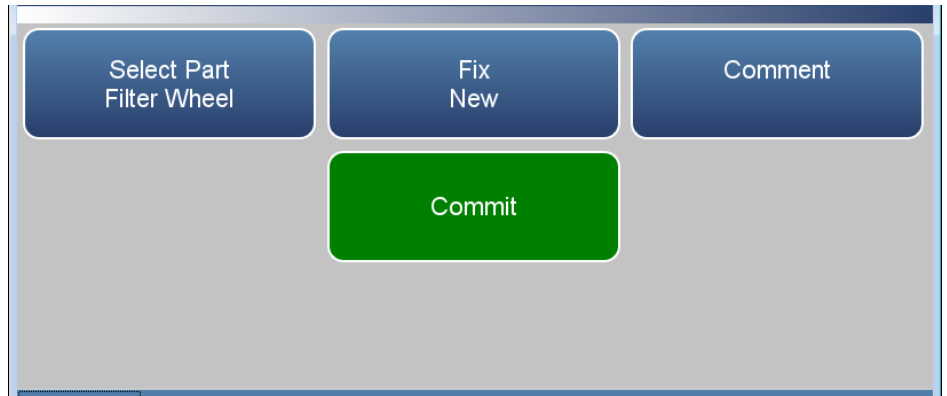 Select Part
Filter Wheel
Fix
New
Comment
Commit